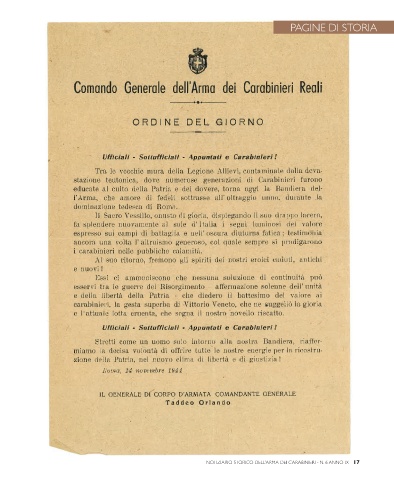 PAGINE DI STORIA
Comando Generale dell'Arma dei Carabinieri Reali
ORDINE DEL GIORNO
Ufficiali - Sottufficiali - Appuntati e Carabinieri!
Tra le vecchie mura della Legione Allievi, contaminate dalla deva-
stazione teutonica, dove numerose generazioni di Carabinieri furono
educate al culto della Patria e del dovere, torna oggi la Bandiera del-
l'Arma, che amore di fedeli sottrasse all'oltraggio usato, durante la
dominazione tedesca di Roma.
Il Sacro Vessillo, onusto di gloria, dispiegando il suo drappo lacero,
fa splendere nuovamente al sole d'Italia i segni luminosi del valore
espresso sui campi di battaglia e nell'oscura diuturna fatica; testimonia
ancora una volta l'altruismo generoso, col quale sempre si prodigarono
i carabinieri nelle pubbliche calamità.
Al suo ritorno, fremono gli spiriti dei nostri eroici caduti, antichi
e nuovi!
Essi ci ammoniscono che nessuna soluzione di continuità può
esservi tra le guerre del Risorgimento - affermazione solenne dell'unità
e della libertà della Patria - che diedero il battesimo del valore ai
carabinieri, la gesta superba di Vittorio Veneto, che ne suggellò la gloria
e l'attuale lotta cruenta, che segna il nostro novello riscatto.
Ufficiali - Sottufficiali - Appuntati e Carabinieri!
Stretti come un uomo solo intorno alla nostra Bandiera, riaffer-
miamo la decisa volontà di offrire tutte le nostre energie per la ricostru-
zione della Patria, nel nuovo clima di libertà e di giustizia!
Roma, 24 novembre 1944
IL GENERALE DI CORPO D'ARMATA COMANDANTE GENERALE
Taddeo Orlando
NOTIZIARIO STORICO DELL'ARMA DEI CARABINIERI - N. 6 ANNO IX 17